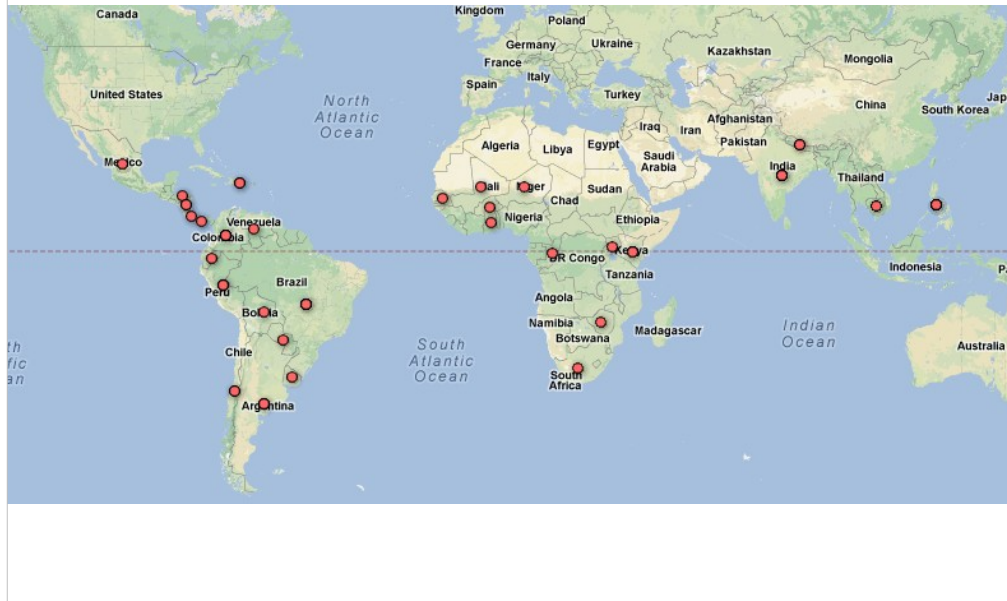 Kingdom
Canada
Poland
Germany
Ukraine
Kazakhstan
Mongolia
France
Italy
Spain
Turkey
United States
North
Atlantic
Ocean
China
South Korea
Afghanistan
Iraq
Iran
Pakistan
Algeria
Libya
Egypt
Saudi
Arabia
Mexico
India
Thailand
Mali
Niger
Chad
Sudan
Nigeria
Ethiopia
Venezuela
Colombia
DR Congo
Kenya
Tanzania
Indonesia
Brazil
Peru
Angola
Bolivia
Namibia
Botswana
Madagascar
Indian
Ocean
Chile
South
Atlantic
Ocean
Australia
South
Africa
Argentina